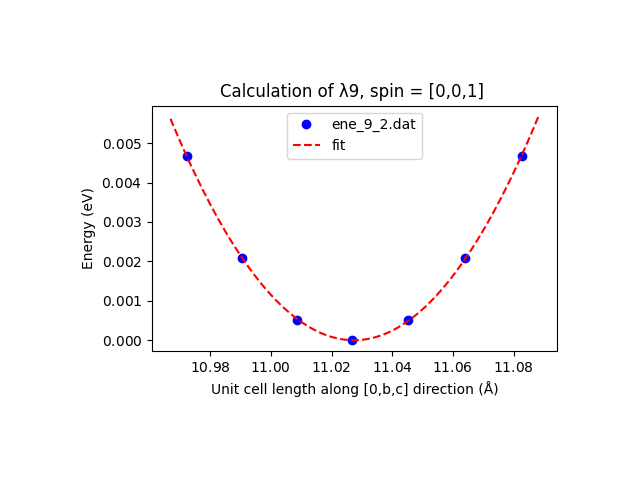 Calculation of λ9, spin = [0,0,1]
ene_9_2.dat
fit
Energy (eV)
0.005
0.004
0.003
0.002
0.001
0.000
10.98 11.00 11.02 11.04 11.06 11.08
Unit cell length along [0,b,c] direction (Å)